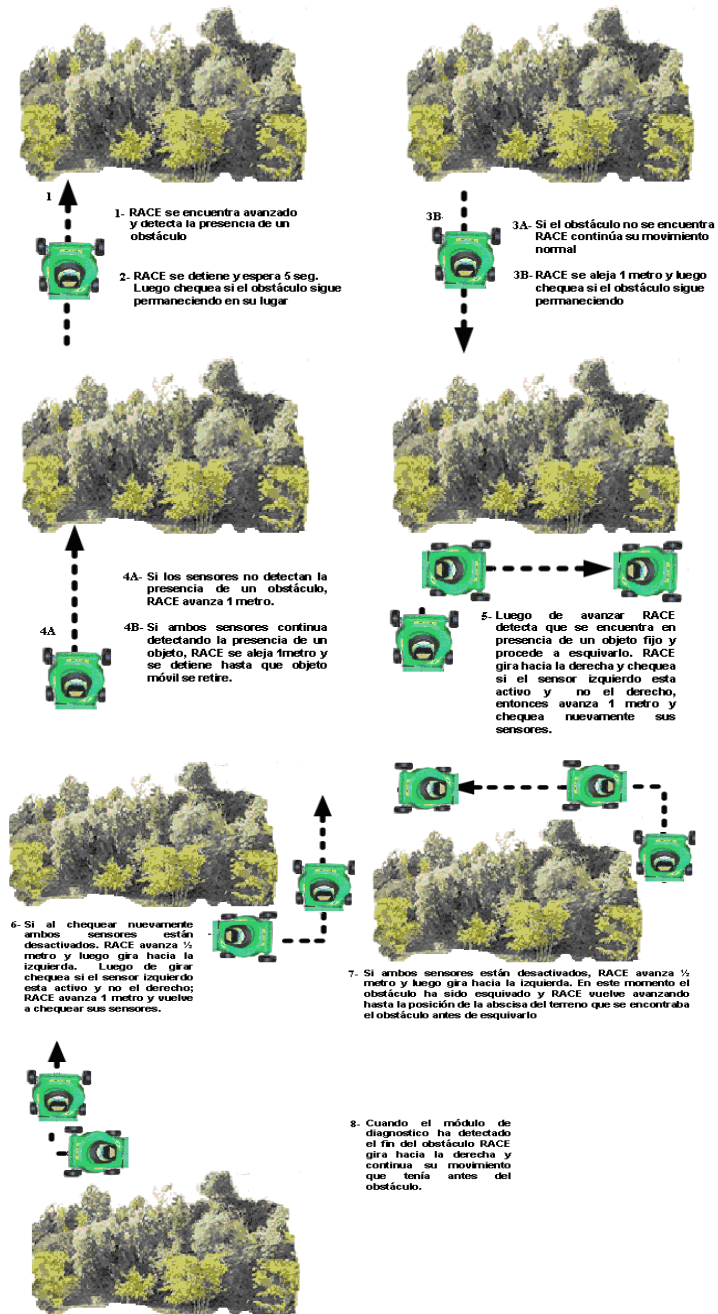 1
1- RACE se encuentra avanzado
y detecta la presencia de un
obstáculo
2- RACE se detiene y espera 5 seg.
Luego chequea si el obstáculo sigue
permaneciendo en su lugar
3B
3A- Si el obstáculo no se encuentra
RACE continúa su movimiento
normal
3B- RACE se aleja 1 metro y luego
chequea si el obstáculo sigue
permaneciendo
4A
4A- Si los sensores no detectan la
presencia de un obstáculo,
RACE avanza 1 metro.
4B- Si ambos sensores continua
detectando la presencia de un
objeto, RACE se aleja 1metro y
se detiene hasta que objeto
móvil se retire.
5- Luego de avanzar RACE
detecta que se encuentra en
presencia de un objeto fijo y
procede a esquivarlo. RACE
gira hacia la derecha y chequea
si el sensor izquierdo esta
activo y no el derecho,
entonces avanza 1 metro y
chequea nuevamente sus
sensores.
6- Si al chequear nuevamente
ambos sensores están
desactivados. RACE avanza ½
metro y luego gira hacia la
izquierda. Luego de girar
chequea si el sensor izquierdo
esta activo y no el derecho;
RACE avanza 1 metro y vuelve
a chequear sus sensores.
7- Si ambos sensores están desactivados, RACE avanza ½
metro y luego gira hacia la izquierda. En este momento el
obstáculo ha sido esquivado y RACE vuelve avanzando
hasta la posición de la abscisa del terreno que se encontraba
el obstáculo antes de esquivarlo
8- Cuando el módulo de
diagnostico ha detectado
el fin del obstáculo RACE
gira hacia la derecha y
continua su movimiento
que tenía antes del
obstáculo.